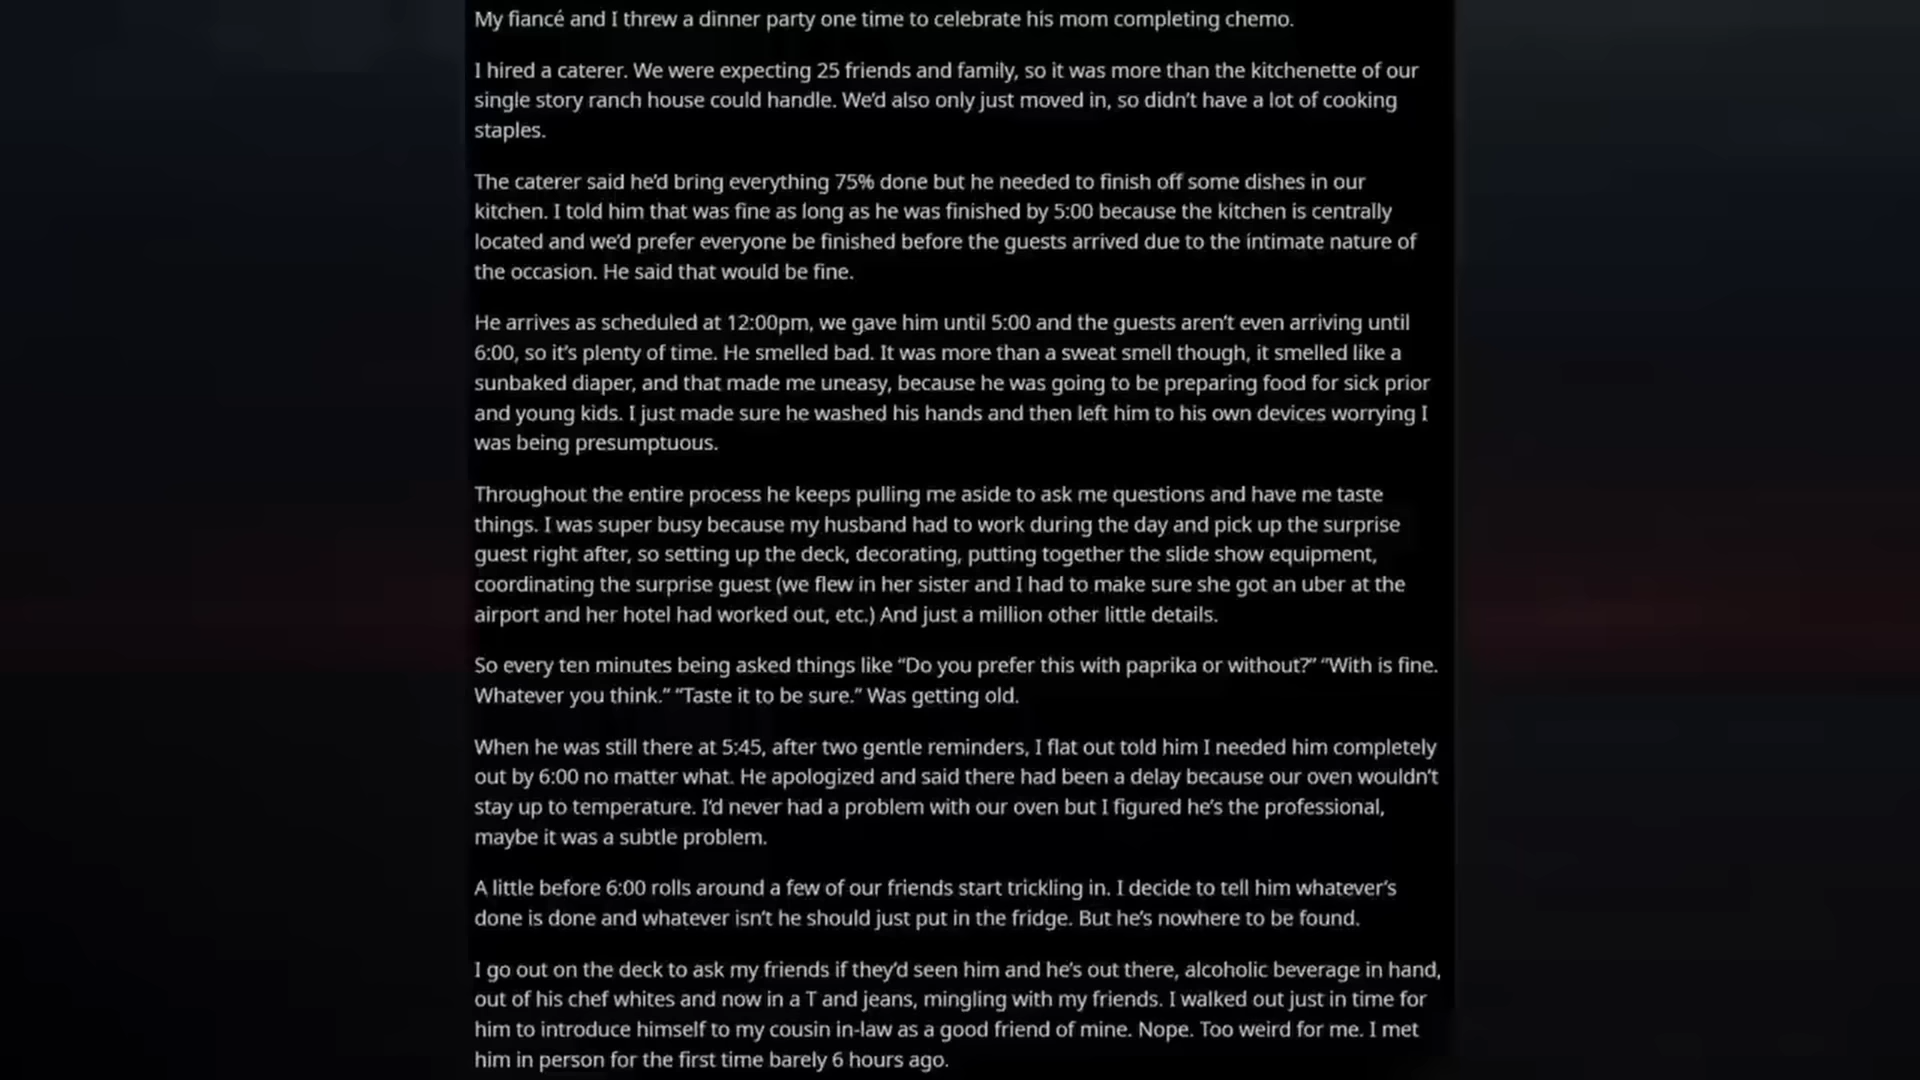 My fiancé and I threw a dinner party one time to celebrate his mom completing chemo.
I hired a caterer. We were expecting 25 friends and family, so it was more than the kitchenette of our
single story ranch house could handle. We'd also only just moved in, so didn't have a lot of cooking
staples.
The caterer said he'd bring everything 75% done but he needed to finish off some dishes in our
kitchen. I told him that was fine as long as he was finished by 5:00 because the kitchen is centrally
located and we'd prefer everyone be finished before the guests arrived due to the intimate nature of
the occasion. He said that would be fine.
He arrives as scheduled at 12:00pm, we gave him until 5:00 and the guests aren't even arriving until
6:00, so it's plenty of time. He smelled bad. It was more than a sweat smell though, it smelled like a
sunbaked diaper, and that made me uneasy, because he was going to be preparing food for sick prior
and young kids. I just made sure he washed his hands and then left him to his own devices worrying I
was being presumptuous.
Throughout the entire process he keeps pulling me aside to ask me questions and have me taste
things. I was super busy because my husband had to work during the day and pick up the surprise
guest right after, so setting up the deck, decorating, putting together the slide show equipment,
coordinating the surprise guest (we flew in her sister and I had to make sure she got an uber at the
airport and her hotel had worked out, etc.) And just a million other little details.
So every ten minutes being asked things like “Do you prefer this with paprika or without?” “With is fine.
Whatever you think.” “Taste it to be sure.” Was getting old.
When he was still there at 5:45, after two gentle reminders, I flat out told him I needed him completely
out by 6:00 no matter what. He apologized and said there had been a delay because our oven wouldn't
stay up to temperature. I'd never had a problem with our oven but I figured he's the professional,
maybe it was a subtle problem.
A little before 6:00 rolls around a few of our friends start trickling in. I decide to tell him whatever's
done is done and whatever isn't he should just put in the fridge. But he's nowhere to be found.
I go out on the deck to ask my friends if they'd seen him and he's out there, alcoholic beverage in hand,
out of his chef whites and now in a T and jeans, mingling with my friends. I walked out just in time for
him to introduce himself to my cousin in-law as a good friend of mine. Nope. Too weird for me. I met
him in person for the first time barely 6 hours ago.